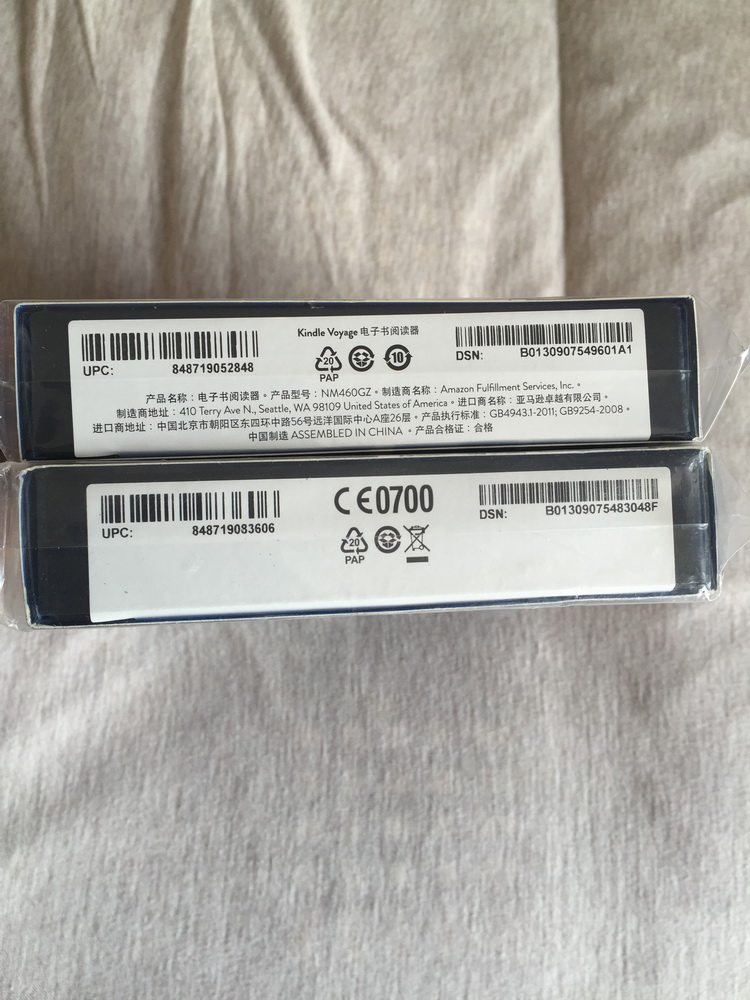 Kindle Voyage 电子书阅读器
UPC: 848719052848
20
PAP
10
DSN: B0130907549601A1
产品名称：电子书阅读器。产品型号：NM460GZ。制造商名称：Amazon Fulfillment Services, Inc.。
制造商地址：410 Terry Ave N., Seattle, WA 98109 United States of America。进口商名称：亚马逊卓越有限公司。
进口商地址：中国北京市朝阳区东四环中路56号远洋国际中心A座26层。产品执行标准：GB4943.1-2011; GB9254-2008。
中国制造 ASSEMBLED IN CHINA 。产品合格证：合格
UPC: 848719083606
CE0700
20
PAP
DSN: B01309075483048F